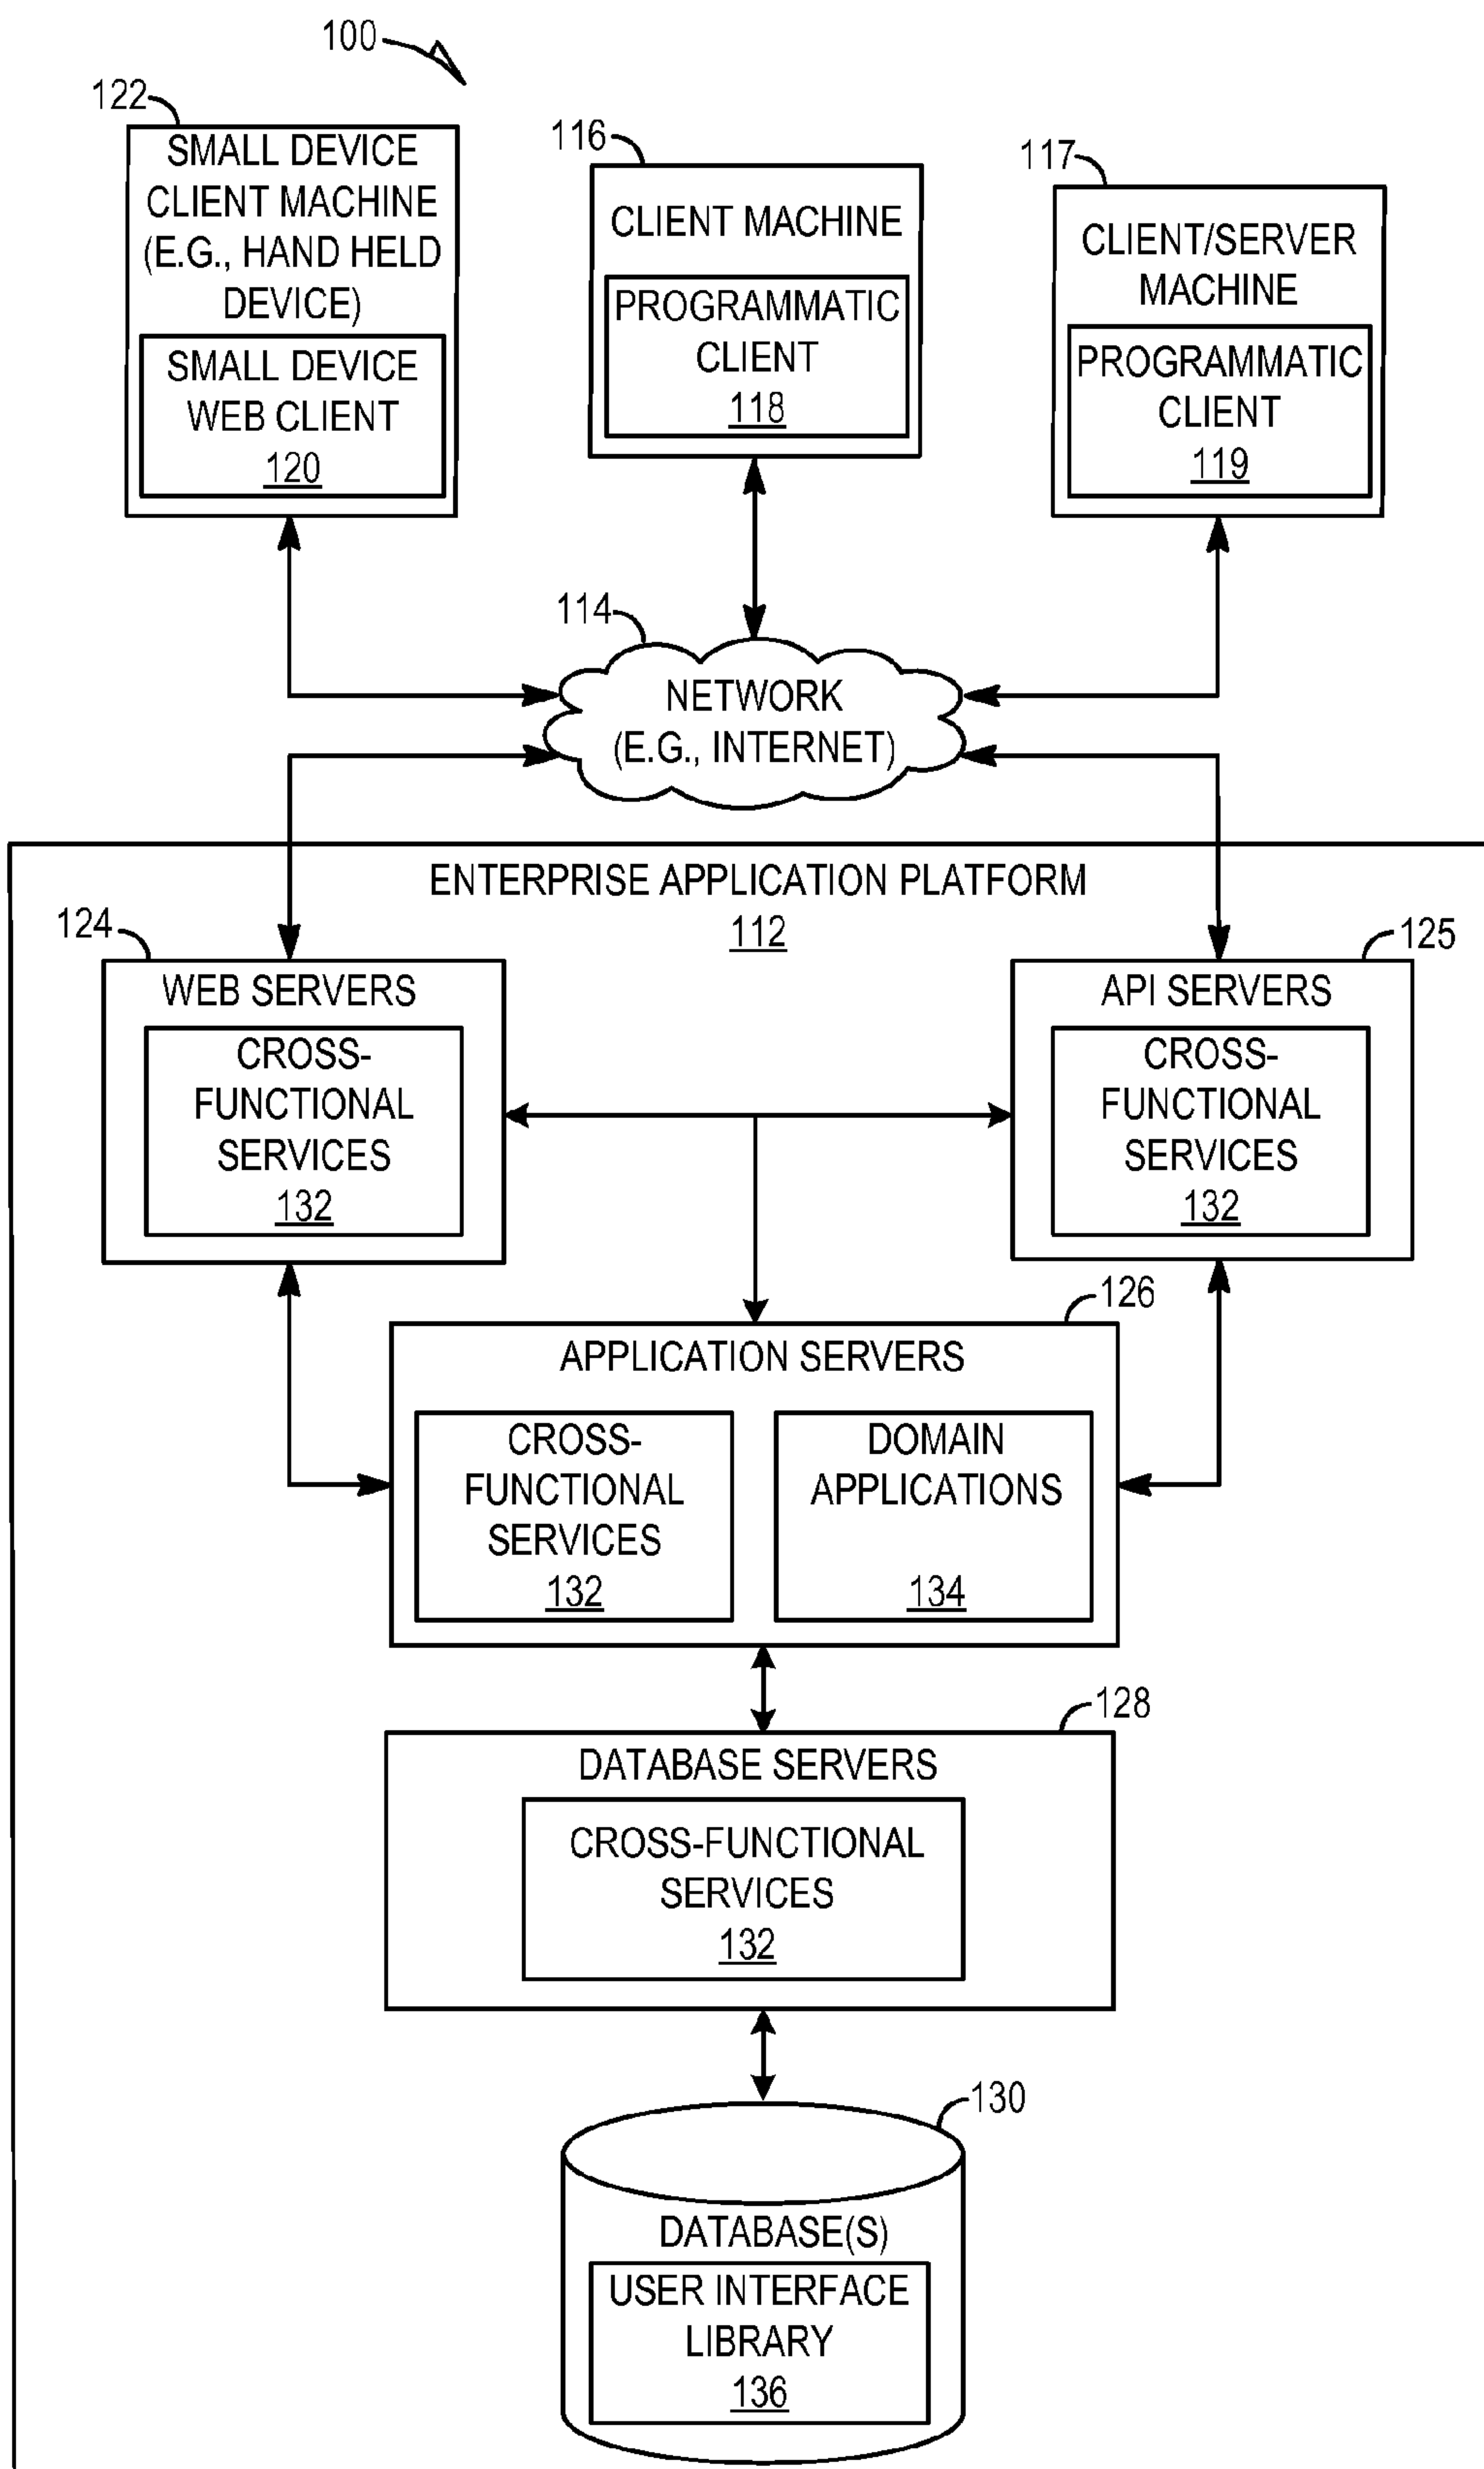 100
122
SMALL DEVICE
CLIENT MACHINE
(E.G., HAND HELD
DEVICE)
SMALL DEVICE
WEB CLIENT
120
116
CLIENT MACHINE
PROGRAMMATIC
CLIENT
118
117
CLIENT/SERVER
MACHINE
PROGRAMMATIC
CLIENT
119
114
NETWORK
(E.G., INTERNET)
ENTERPRISE APPLICATION PLATFORM
112
124
WEB SERVERS
CROSS-
FUNCTIONAL
SERVICES
132
125
API SERVERS
CROSS-
FUNCTIONAL
SERVICES
132
126
APPLICATION SERVERS
CROSS-
FUNCTIONAL
SERVICES
132
DOMAIN
APPLICATIONS
134
128
DATABASE SERVERS
CROSS-FUNCTIONAL
SERVICES
132
130
DATABASE(S)
USER INTERFACE
LIBRARY
136